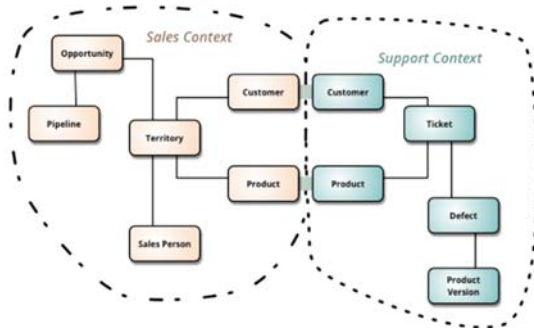 Sales Context
Opportunity
Support Context
Customer
Customer
Pipeline
Territory
Ticket
Product
Product
Sales Person
Defect
Product
Version